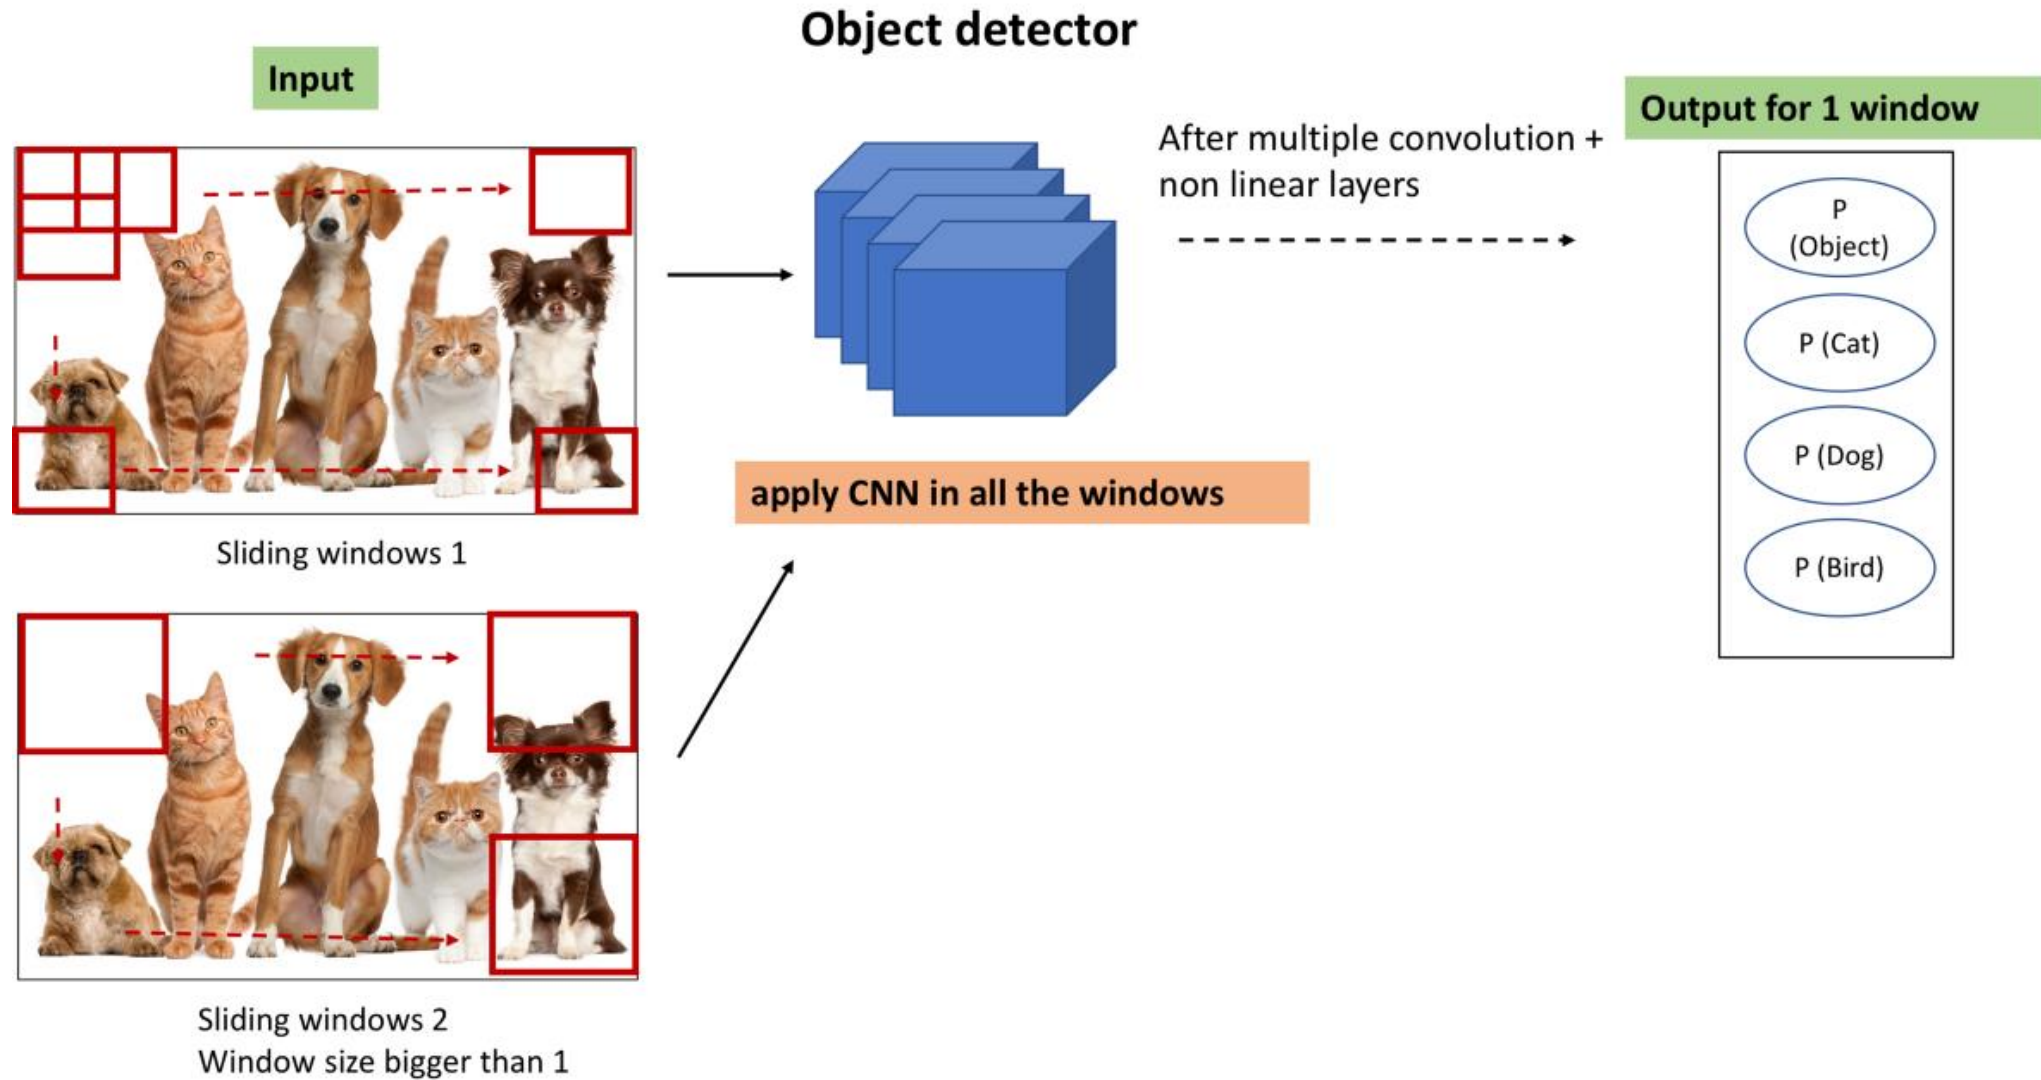 Object detector
Input
Output for 1 window
After multiple convolution +
non linear layers
P
(Object)
P (Cat)
P (Dog)
P (Bird)
apply CNN in all the windows
Sliding windows 1
Sliding windows 2
Window size bigger than 1